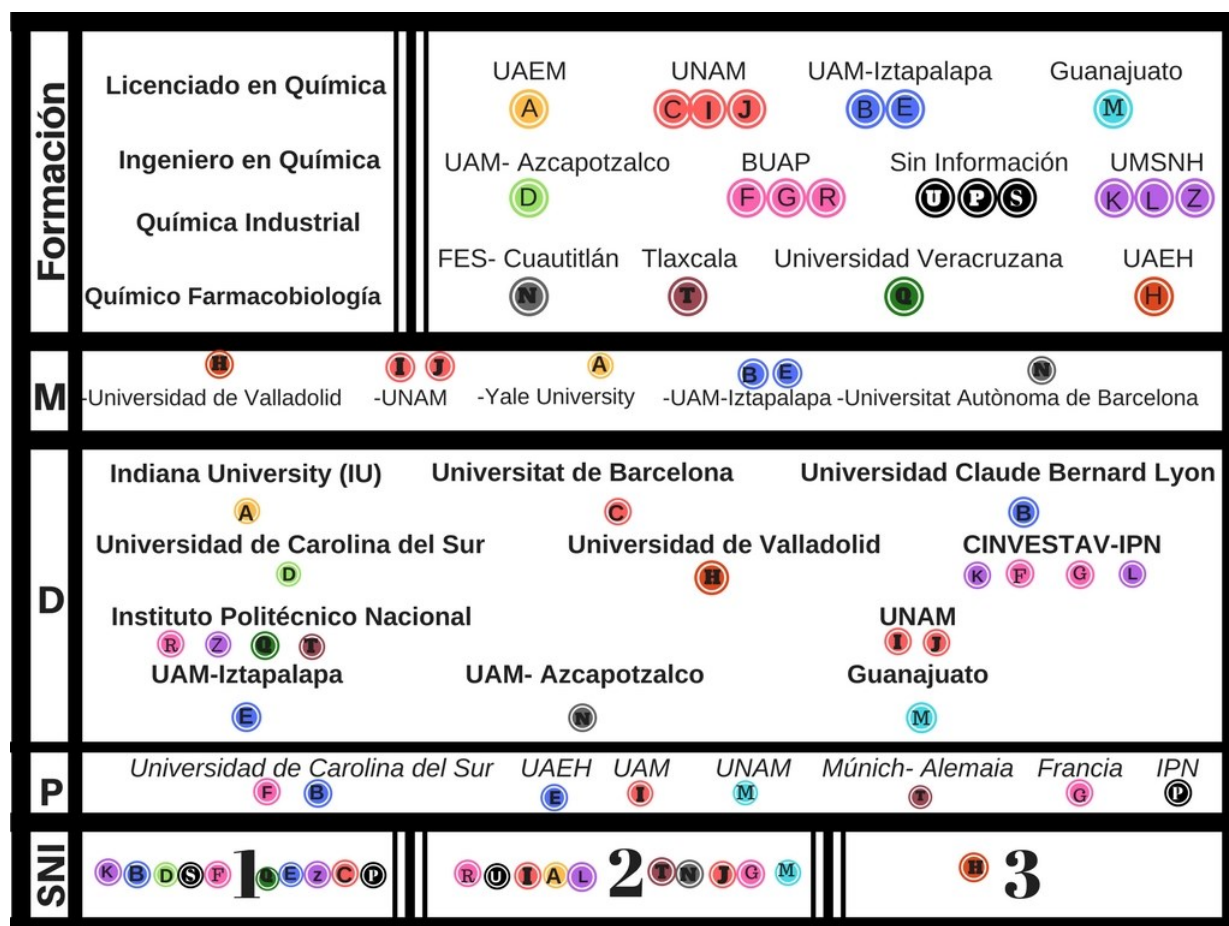 Formación
Licenciado en Química
Ingeniero en Química
Química Industrial
Químico Farmacobiología
UAEM UNAM UAM-Iztapalapa Guanajuato
A C I J B E M
UAM- Azcapotzalco BUAP Sin Información UMSNH
D F G R U P S K L Z
FES- Cuautitlán Tlaxcala Universidad Veracruzana UAEH
N T Q H
M
H I J A B E N
-Universidad de Valladolid -UNAM -Yale University -UAM-Iztapalapa -Universitat Autònoma de Barcelona
D
Indiana University (IU) Universitat de Barcelona Universidad Claude Bernard Lyon
A C B
Universidad de Carolina del Sur Universidad de Valladolid CINVESTAV-IPN
D H K F G L
Instituto Politécnico Nacional UNAM
R Z Q T I J
UAM-Iztapalapa UAM- Azcapotzalco Guanajuato
E N M
P
Universidad de Carolina del Sur UAEH UAM UNAM Múnich- Alemaia Francia IPN
F B E I M T G P
SNI
K B D S F 1 Q E z C P R U I A L 2 T N J G M H 3